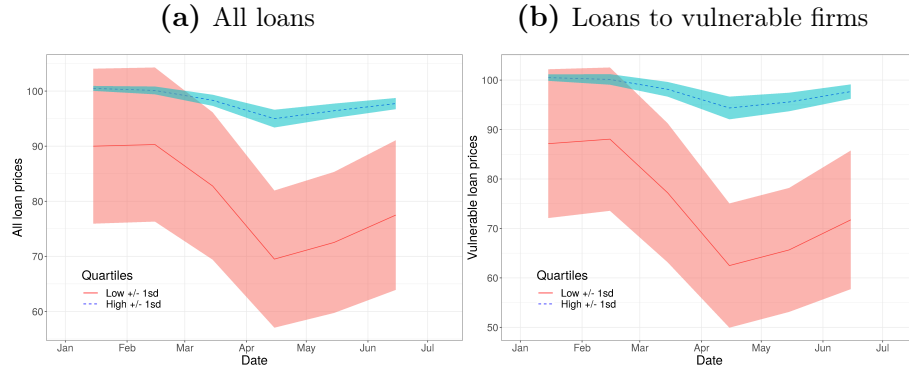 (a) All loans
All loan prices
100
90
80
70
60
Quartiles
Low +/- 1sd
High +/- 1sd
Jan Feb Mar Apr May Jun Jul
Date
(b) Loans to vulnerable firms
Vulnerable loan prices
100
90
80
70
60
50
Quartiles
Low +/- 1sd
High +/- 1sd
Jan Feb Mar Apr May Jun Jul
Date